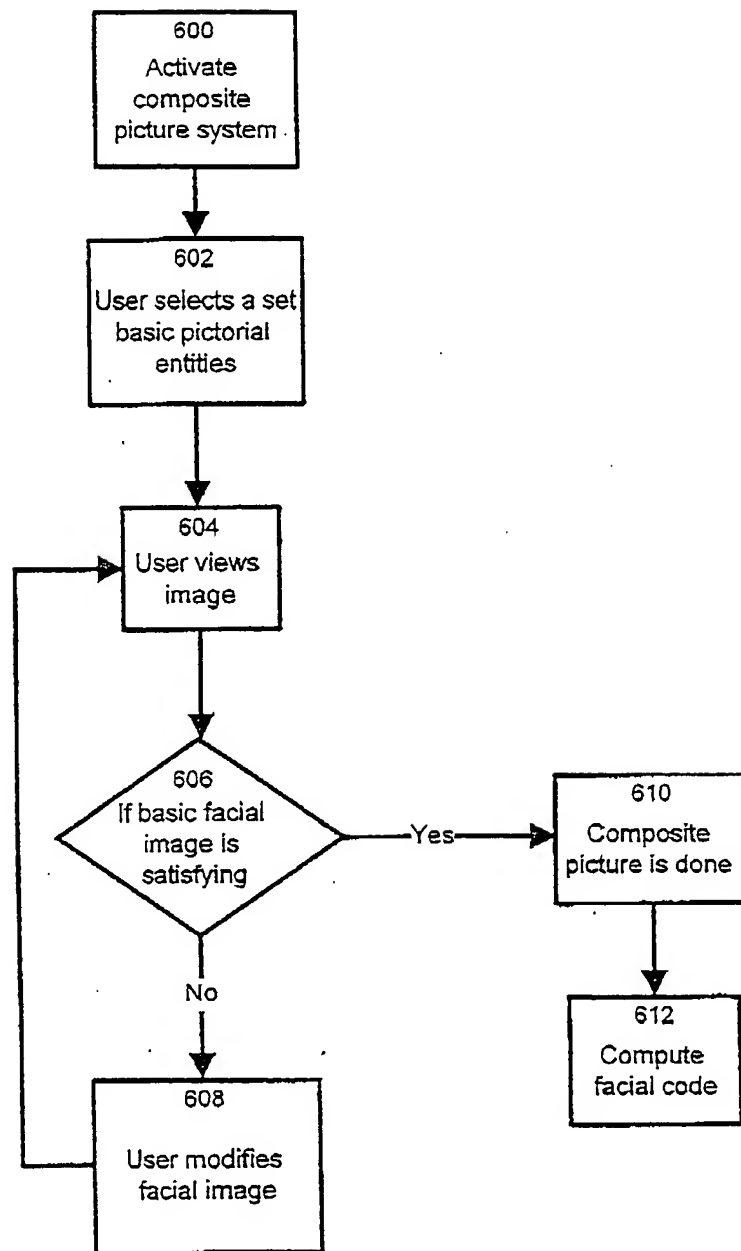 600
Activate
composite
picture system
602
User selects a set
basic pictorial
entities
604
User views
image
606
If basic facial
image is
satisfying
Yes
610
Composite
picture is done
No
612
Compute
facial code
608
User modifies
facial image